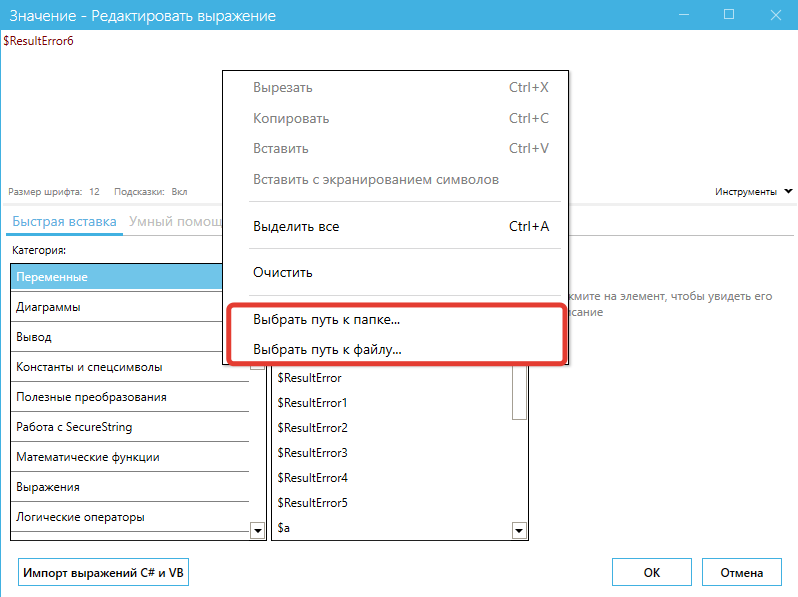 Значение - Редактировать выражение
$ResultError6
Вырезать Ctrl+X
Копировать Ctrl+C
Вставить Ctrl+V
Вставить с экранированием символов
Выделить все Ctrl+A
Очистить
Выбрать путь к папке...
Выбрать путь к файлу...
Размер шрифта: 12 Подсказки: Вкл
Инструменты
Быстрая вставка Умный помощ
Категория:
Переменные
Диаграммы
Вывод
Константы и спецсимволы
Полезные преобразования
Работа с SecureString
Математические функции
Выражения
Логические операторы
$ResultError
$ResultError1
$ResultError2
$ResultError3
$ResultError4
$ResultError5
$a
жмите на элемент, чтобы увидеть его
исание
Импорт выражений C# и VB
ОК
Отмена